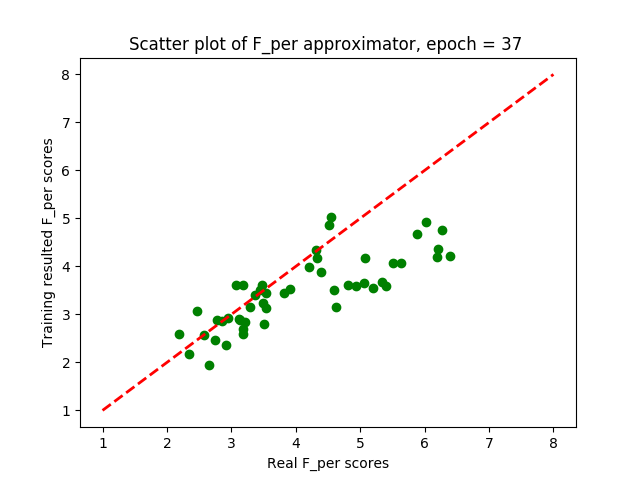 Scatter plot of F_per approximator, epoch = 37
8
7
6
5
4
3
2
1
Training resulted F_per scores
1 2 3 4 5 6 7 8
Real F_per scores